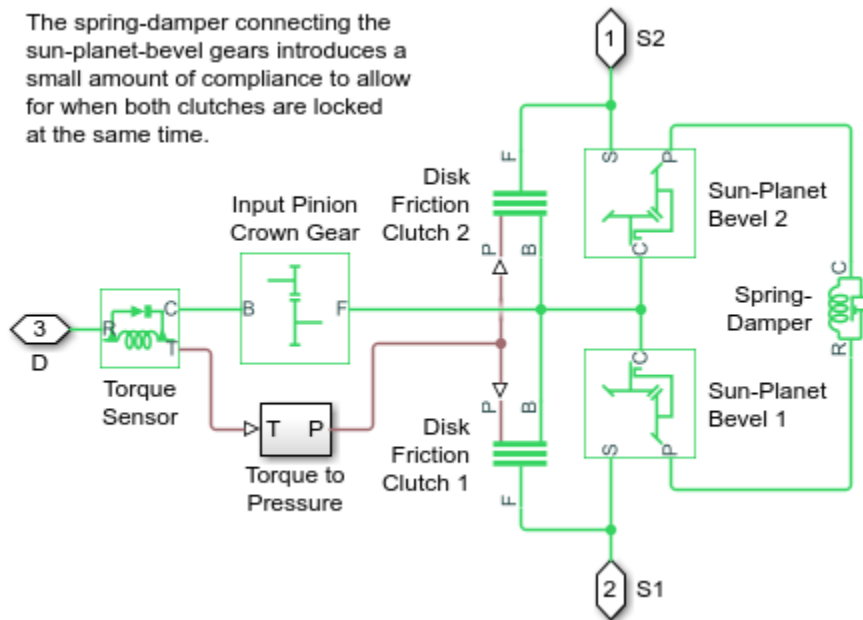 The spring-damper connecting the
sun-planet-bevel gears introduces a
small amount of compliance to allow
for when both clutches are locked
at the same time.
1
S2
F
S
P
Disk
Friction
Clutch 2
Sun-Planet
Bevel 2
Input Pinion
Crown Gear
P
B
C
C
Spring-
Damper
R
3
D
R
C
T
B
F
Torque
Sensor
C
Sun-Planet
Bevel 1
P
B
T
P
Torque to
Pressure
Disk
Friction
Clutch 1
S
P
F
2
S1